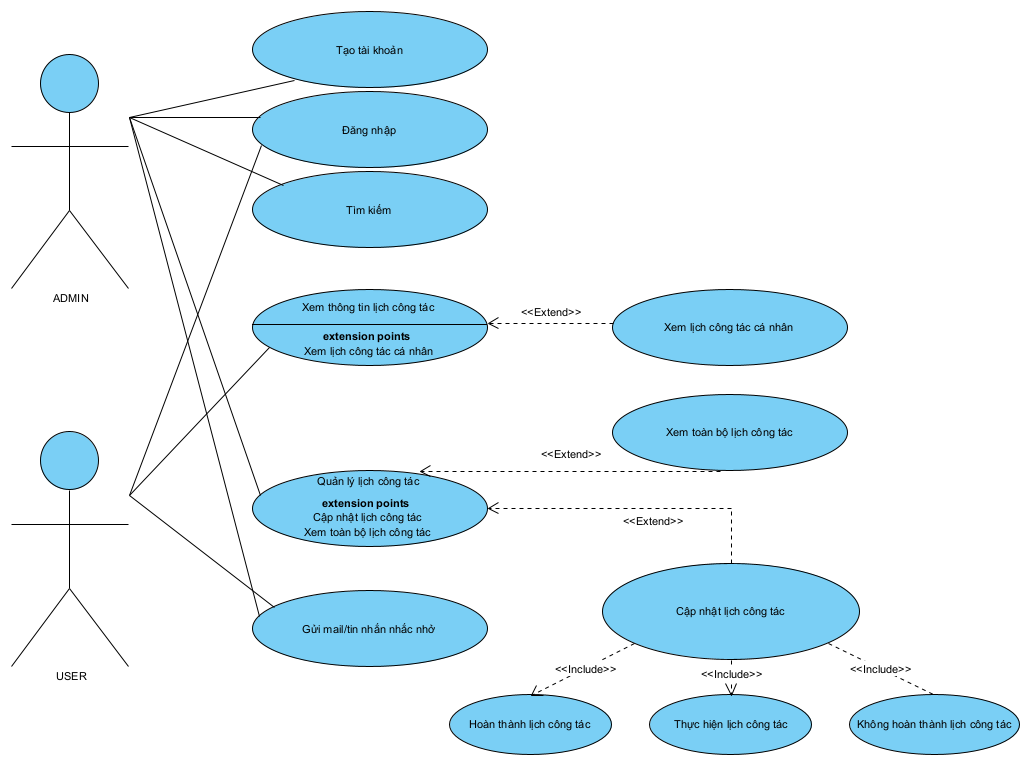 Tạo tài khoản
Đăng nhập
Tìm kiếm
ADMIN
Xem thông tin lịch công tác
extension points
Xem lịch công tác cá nhân
<<Extend>>
Xem lịch công tác cá nhân
Xem toàn bộ lịch công tác
<<Extend>>
Quản lý lịch công tác
extension points
Cập nhật lịch công tác
Xem toàn bộ lịch công tác
<<Extend>>
Cập nhật lịch công tác
Gửi mail/tin nhắn nhắc nhở
USER
<<Include>>
<<Include>>
<<Include>>
Hoàn thành lịch công tác
Thực hiện lịch công tác
Không hoàn thành lịch công tác